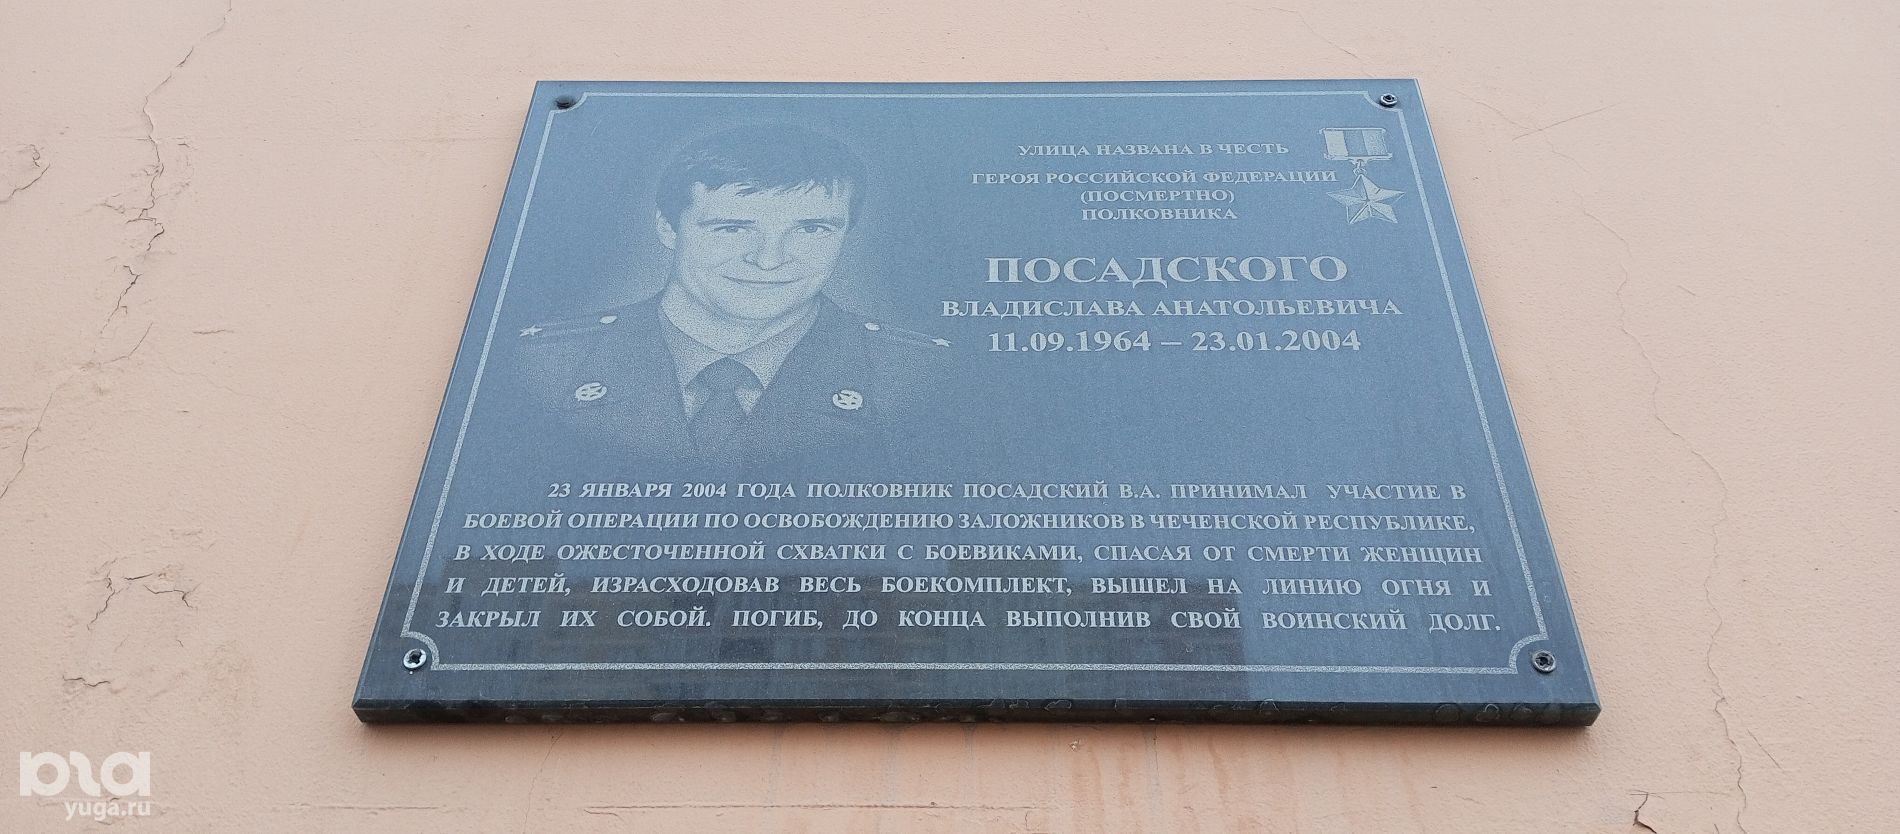 УЛИЦА НАЗВАНА В ЧЕСТЬ
ГЕРОЯ РОССИЙСКОЙ ФЕДЕРАЦИИ
(ПОСМЕРТНО)
ПОЛКОВНИКА
ПОСАДСКОГО
ВЛАДИСЛАВА АНАТОЛЬЕВИЧА
11.09.1964 – 23.01.2004
23 ЯНВАРЯ 2004 ГОДА ПОЛКОВНИК ПОСАДСКИЙ В.А. ПРИНИМАЛ УЧАСТИЕ В
БОЕВОЙ ОПЕРАЦИИ ПО ОСВОБОЖДЕНИЮ ЗАЛОЖНИКОВ В ЧЕЧЕНСКОЙ РЕСПУБЛИКЕ,
В ХОДЕ ОЖЕСТОЧЕННОЙ СХВАТКИ С БОЕВИКАМИ, СПАСАЯ ОТ СМЕРТИ ЖЕНЩИН
И ДЕТЕЙ, ИЗРАСХОДОВАВ ВЕСЬ БОЕКОМПЛЕКТ, ВЫШЕЛ НА ЛИНИЮ ОГНЯ И
ЗАКРЫЛ ИХ СОБОЙ. ПОГИБ, ДО КОНЦА ВЫПОЛНИВ СВОЙ ВОИНСКИЙ ДОЛГ.
yuga.ru